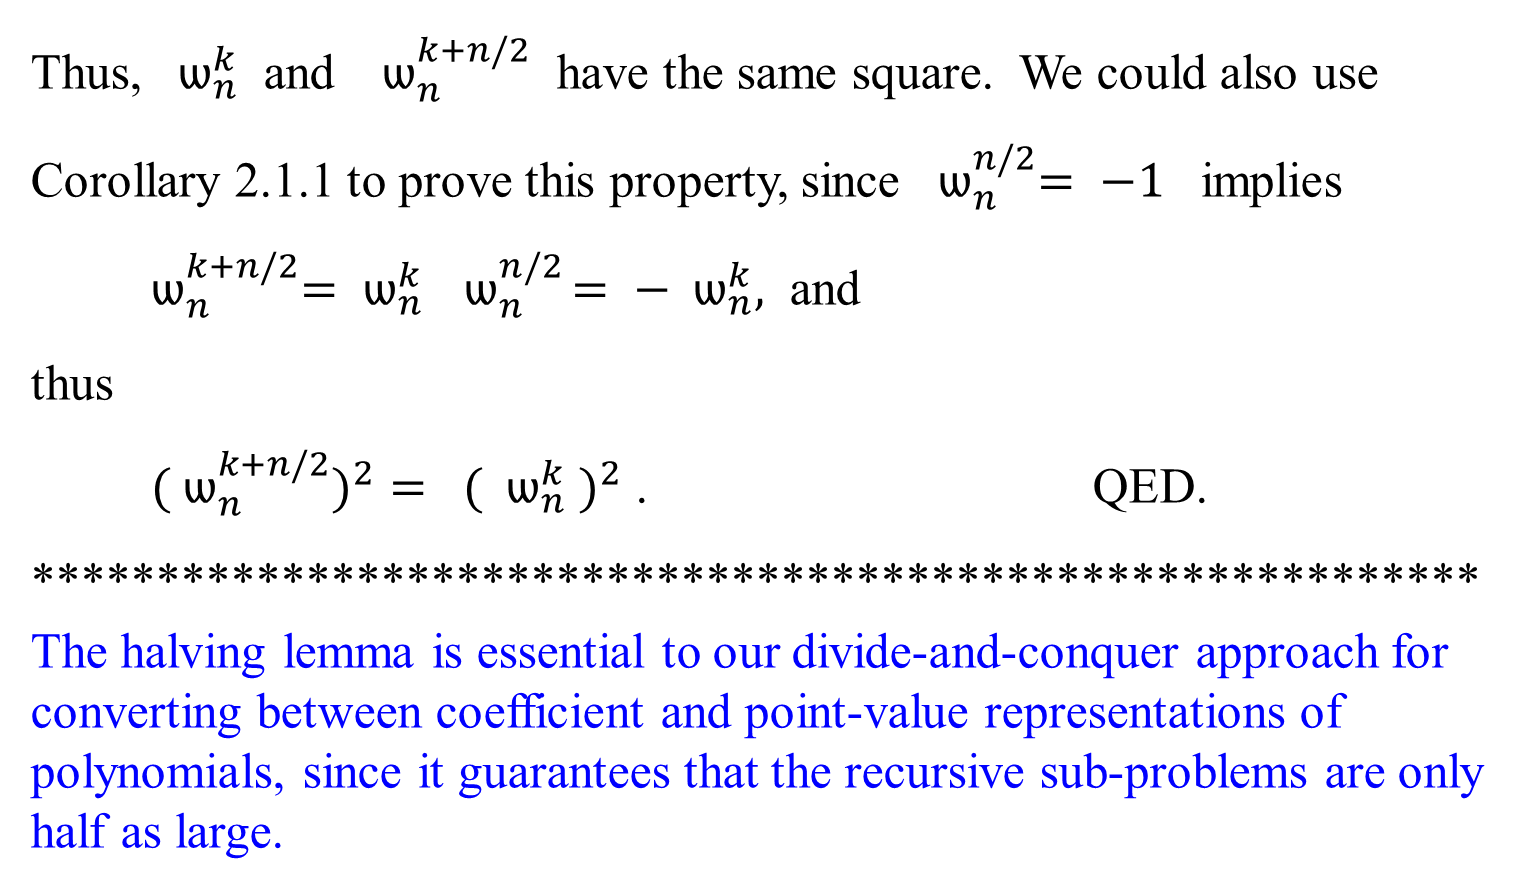 Thus, ω_n^k and ω_n^{k+n/2} have the same square. We could also use
Corollary 2.1.1 to prove this property, since ω_n^{n/2} = −1 implies
ω_n^{k+n/2} = ω_n^k ω_n^{n/2} = − ω_n^k, and
thus
( ω_n^{k+n/2} )^2 = ( ω_n^k )^2 . QED.
**********************************************************
The halving lemma is essential to our divide-and-conquer approach for
converting between coefficient and point-value representations of
polynomials, since it guarantees that the recursive sub-problems are only
half as large.